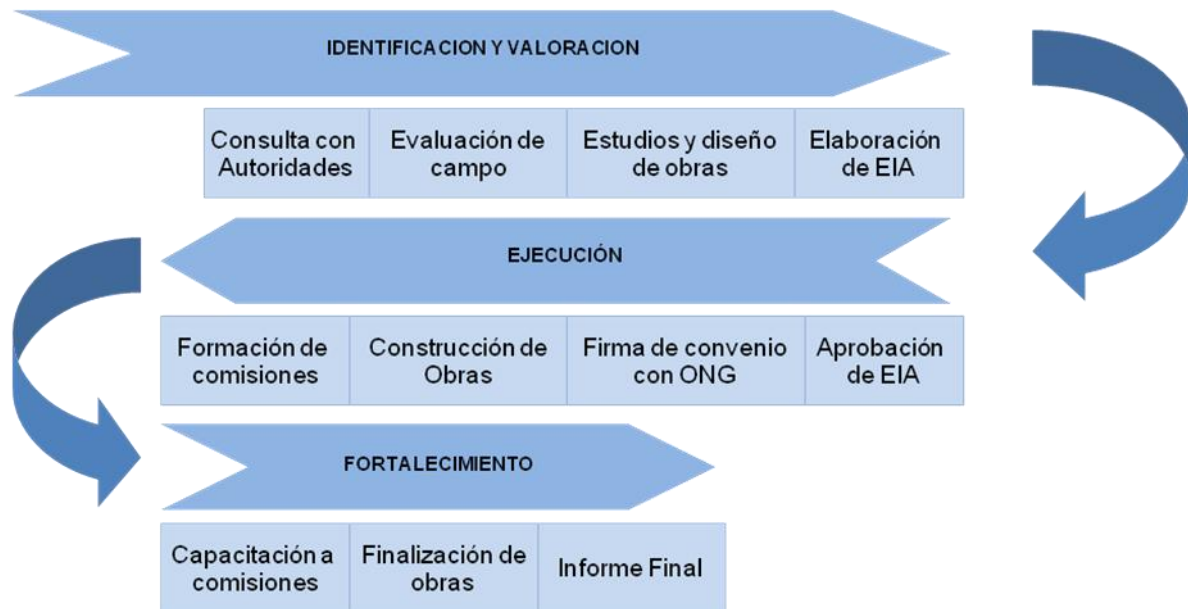 IDENTIFICACION Y VALORACION
Consulta con
Autoridades
Evaluación de
campo
Estudios y diseño
de obras
Elaboración
de EIA
EJECUCIÓN
Formación de
comisiones
Construcción de
Obras
Firma de convenio
con ONG
Aprobación
de EIA
FORTALECIMIENTO
Capacitación a
comisiones
Finalización de
obras
Informe Final